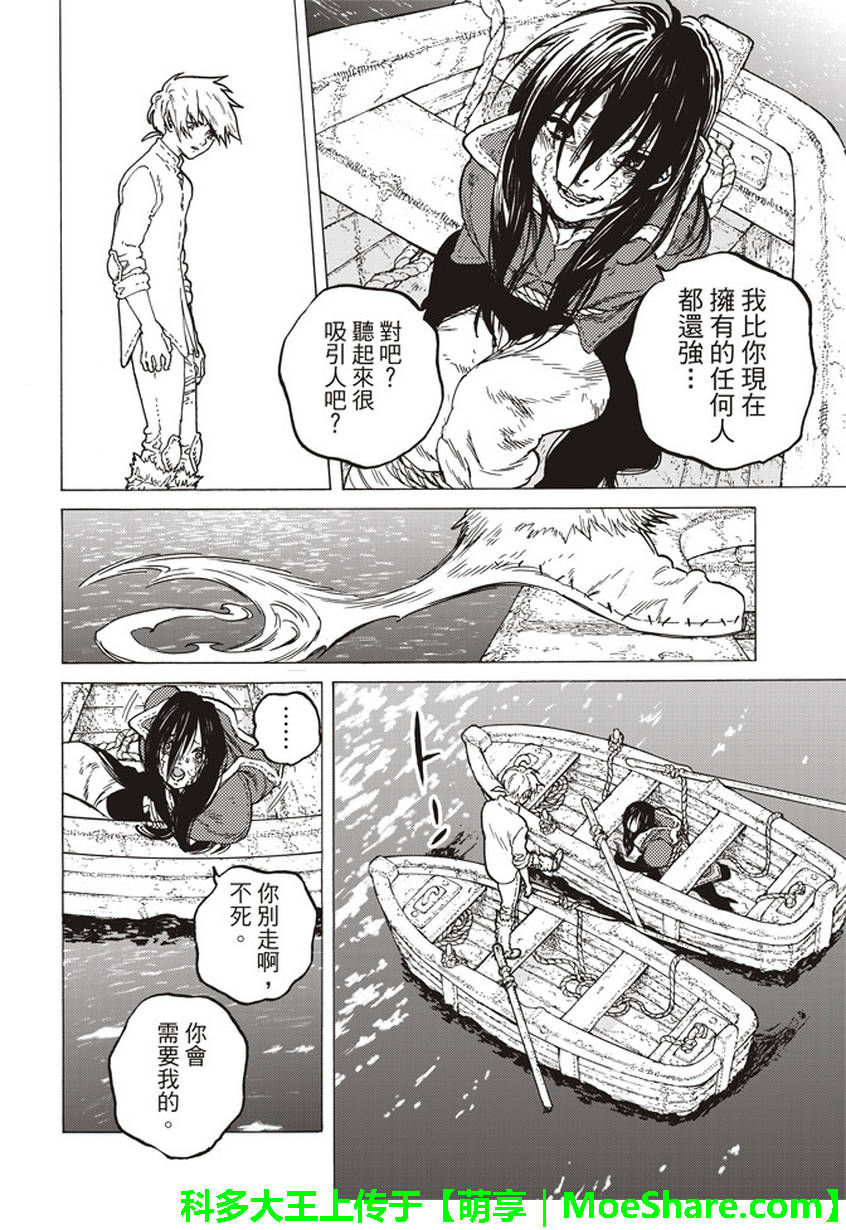 我比你現在
擁有的任何人
都還強…
對吧？
聽起來很
吸引人吧？
ト
……
你別走啊，
不死。
你會
需要我的。
科多大王上传于【萌享｜MoeShare.com】